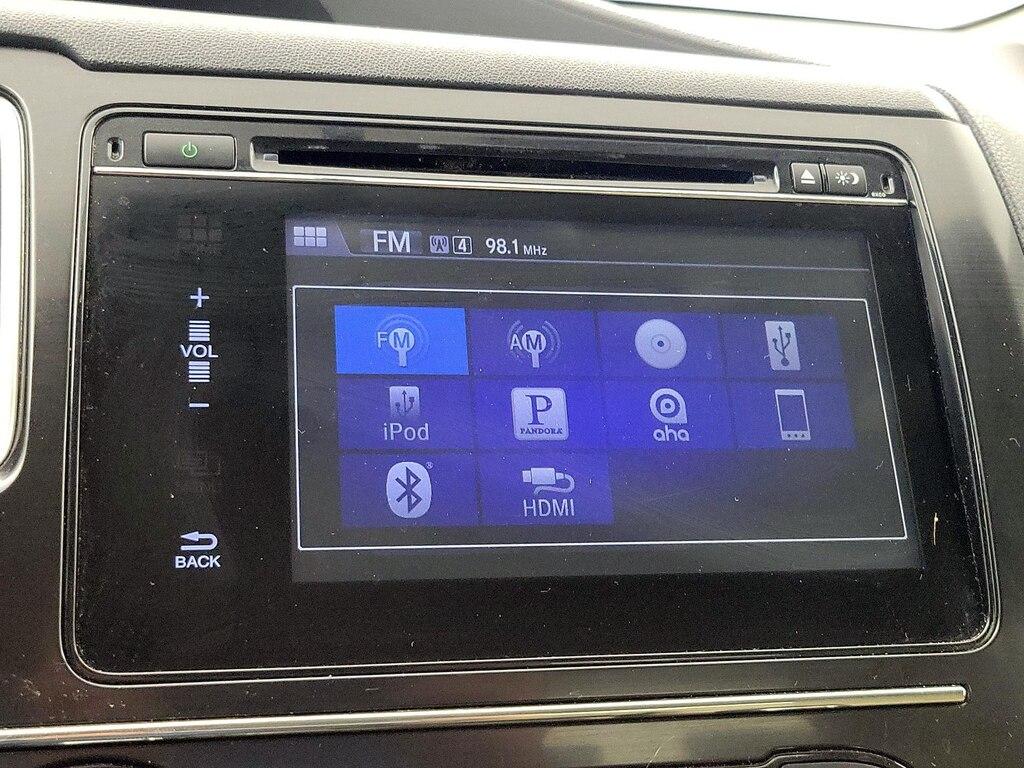 FM 4 98.1 MHz
+
VOL
−
FM
AM
iPod
P
PANDORA
aha
®
HDMI
BACK